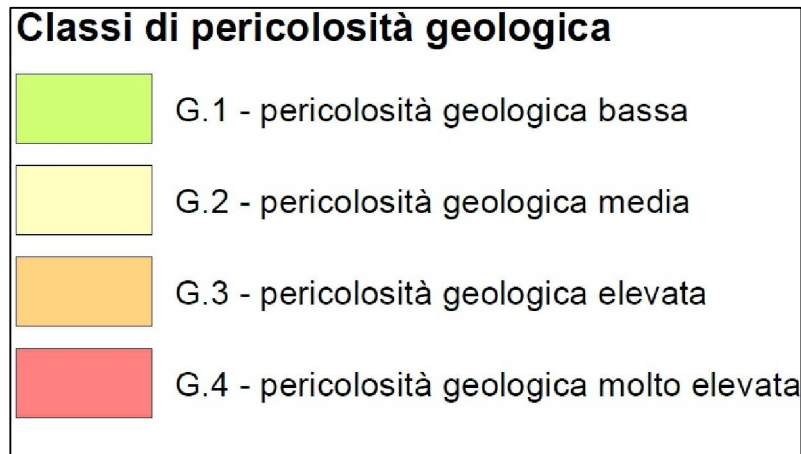 Classi di pericolosità geologica
G.1 - pericolosità geologica bassa
G.2 - pericolosità geologica media
G.3 - pericolosità geologica elevata
G.4 - pericolosità geologica molto elevata